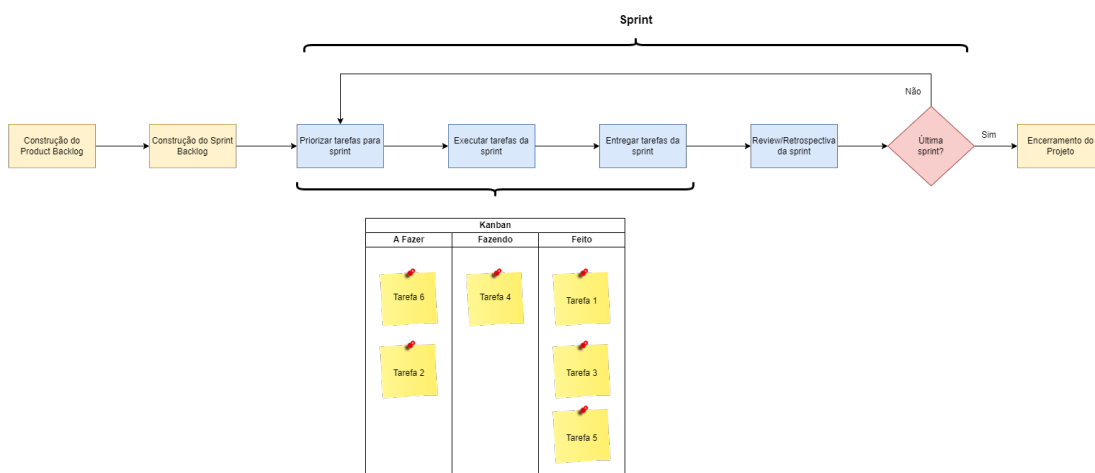 Sprint
Não
Construção do
Product Backlog
Construção do Sprint
Backlog
Priorizar tarefas para
sprint
Executar tarefas da
sprint
Entregar tarefas da
sprint
Review/Retrospectiva
da sprint
Última
sprint?
Sim
Encerramento do
Projeto
Kanban
A Fazer
Fazendo
Feito
Tarefa 6
Tarefa 4
Tarefa 1
Tarefa 2
Tarefa 3
Tarefa 5